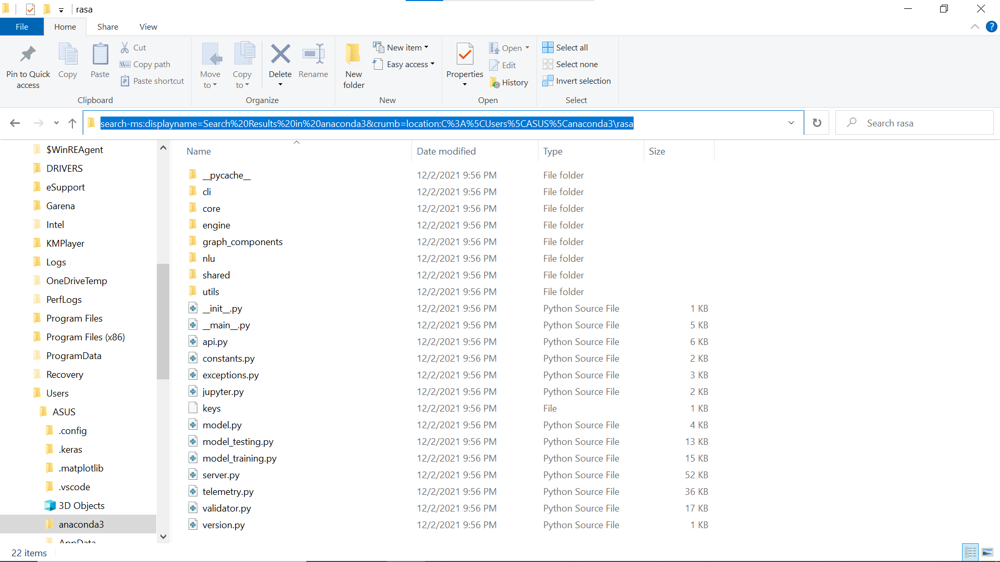 rasa
File Home Share View
Pin to Quick access
Copy
Paste
Cut
Copy path
Paste shortcut
Clipboard
Move to
Copy to
Delete
Rename
Organize
New folder
New item
Easy access
New
Properties
Open
Edit
History
Open
Select all
Select none
Invert selection
Select
search-ms:displayname=Search%20Results%20in%20anaconda3&crumb=location:C%3A%5CUsers%5CASUS%5Canaconda3\rasa
Search rasa
$WinREAgent
DRIVERS
eSupport
Garena
Intel
KMPlayer
Logs
OneDriveTemp
PerfLogs
Program Files
Program Files (x86)
ProgramData
Recovery
Users
ASUS
.config
.keras
.matplotlib
.vscode
3D Objects
anaconda3
AppData
Name Date modified Type Size
__pycache__ 12/2/2021 9:56 PM File folder
cli 12/2/2021 9:56 PM File folder
core 12/2/2021 9:56 PM File folder
engine 12/2/2021 9:56 PM File folder
graph_components 12/2/2021 9:56 PM File folder
nlu 12/2/2021 9:56 PM File folder
shared 12/2/2021 9:56 PM File folder
utils 12/2/2021 9:56 PM File folder
__init__.py 12/2/2021 9:56 PM Python Source File 1 KB
__main__.py 12/2/2021 9:56 PM Python Source File 5 KB
api.py 12/2/2021 9:56 PM Python Source File 6 KB
constants.py 12/2/2021 9:56 PM Python Source File 2 KB
exceptions.py 12/2/2021 9:56 PM Python Source File 3 KB
jupyter.py 12/2/2021 9:56 PM Python Source File 2 KB
keys 12/2/2021 9:56 PM File 1 KB
model.py 12/2/2021 9:56 PM Python Source File 4 KB
model_testing.py 12/2/2021 9:56 PM Python Source File 13 KB
model_training.py 12/2/2021 9:56 PM Python Source File 15 KB
server.py 12/2/2021 9:56 PM Python Source File 52 KB
telemetry.py 12/2/2021 9:56 PM Python Source File 36 KB
validator.py 12/2/2021 9:56 PM Python Source File 17 KB
version.py 12/2/2021 9:56 PM Python Source File 1 KB
22 items